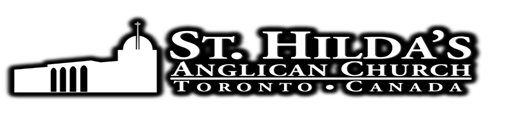 ST. HILDA'S
ANGLICAN CHURCH
TORONTO • CANADA